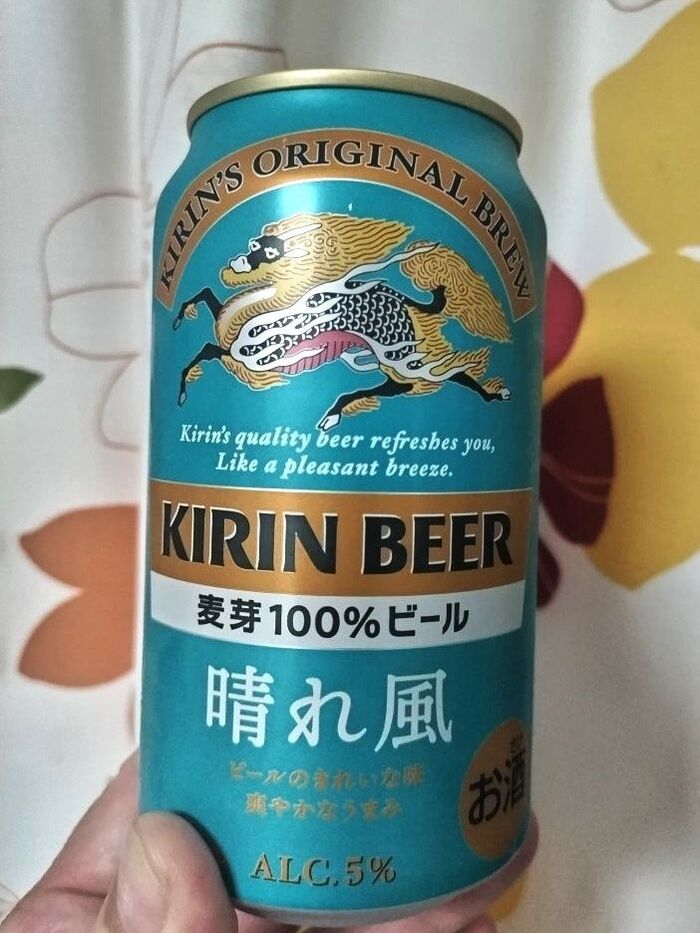 KIRIN'S ORIGINAL BREW
Kirin's quality beer refreshes you,
Like a pleasant breeze.
KIRIN BEER
麦芽100%ビール
晴れ風
ビールのきれいな味
爽やかなうまみ
お酒
ALC.5%